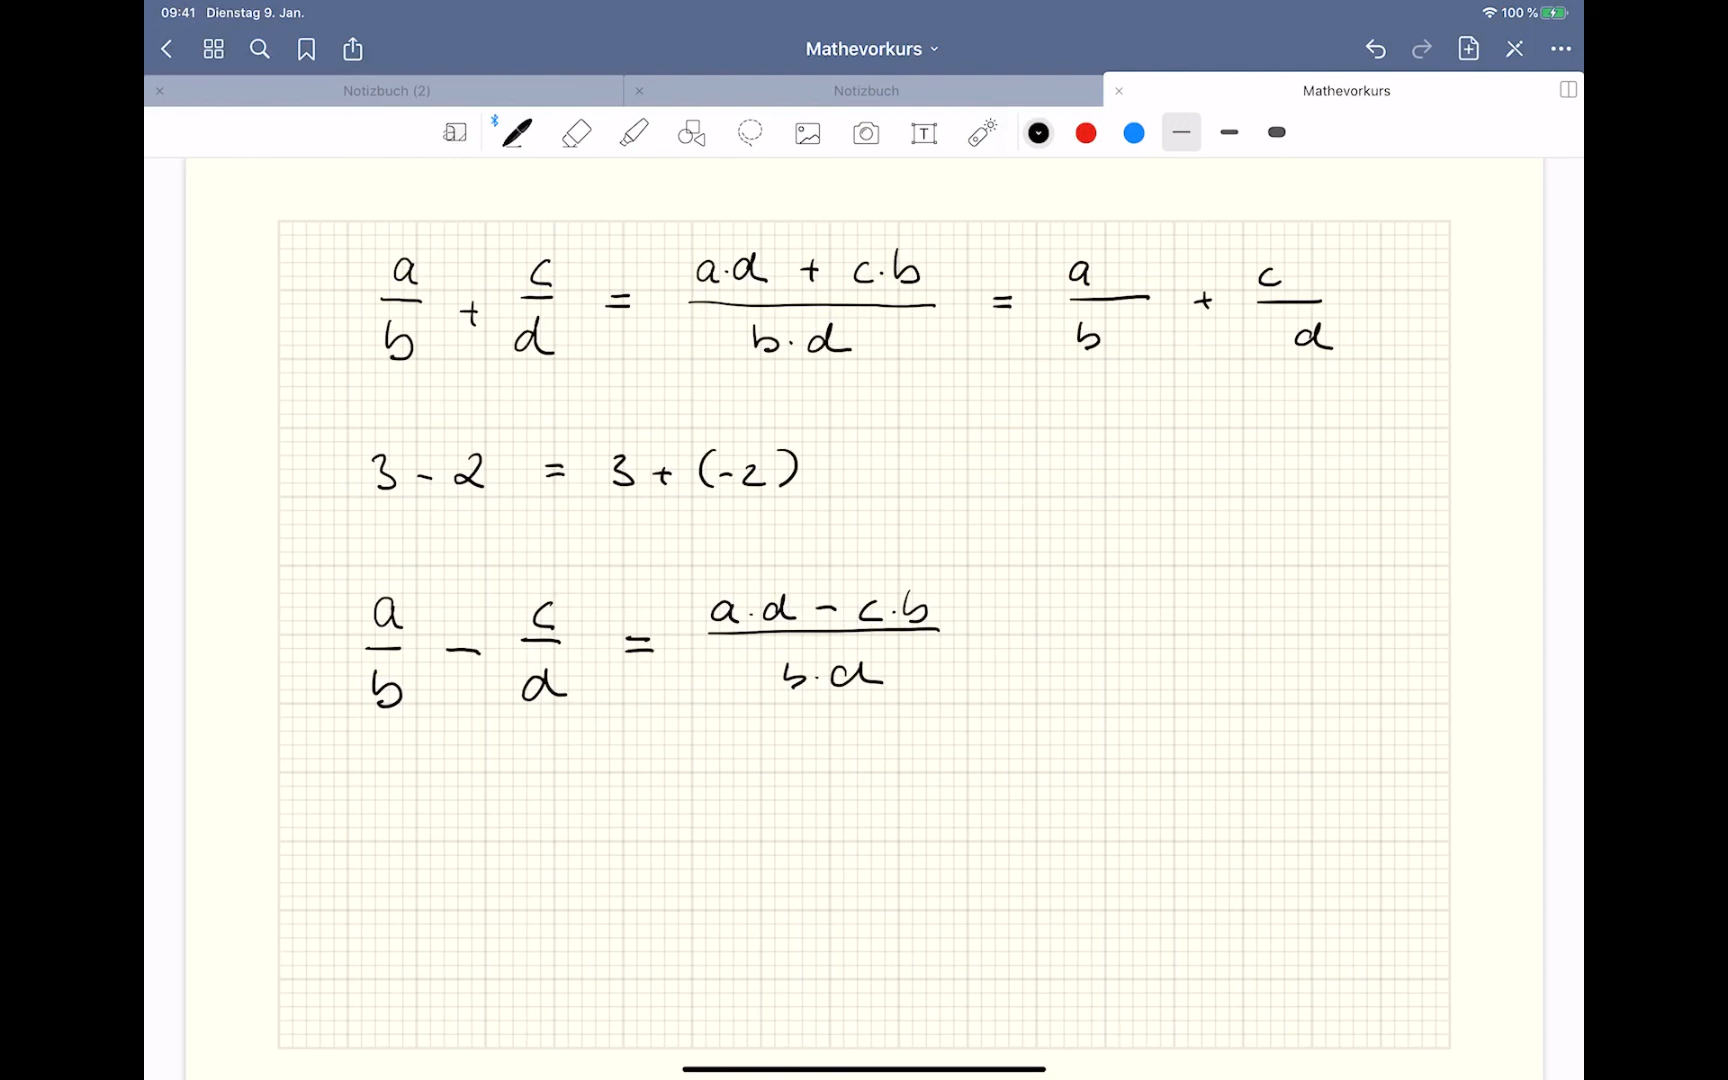 09:41 Dienstag 9. Jan. 100 %
Mathevorkurs
Notizbuch (2) Notizbuch Mathevorkurs
a/b + c/d = (a·d + c·b)/(b·d) = a/b + c/d
3 - 2 = 3 + (-2)
a/b - c/d = (a·d - c·b)/(b·d)